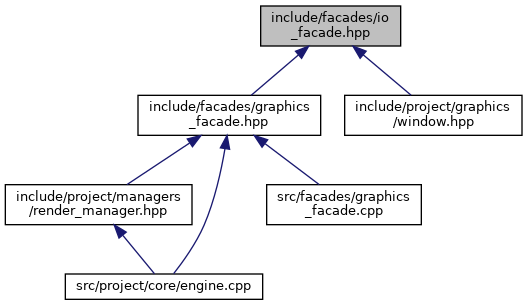 include/facades/io
_facade.hpp
include/facades/graphics
_facade.hpp
include/project/graphics
/window.hpp
include/project/managers
/render_manager.hpp
src/facades/graphics
_facade.cpp
src/project/core/engine.cpp